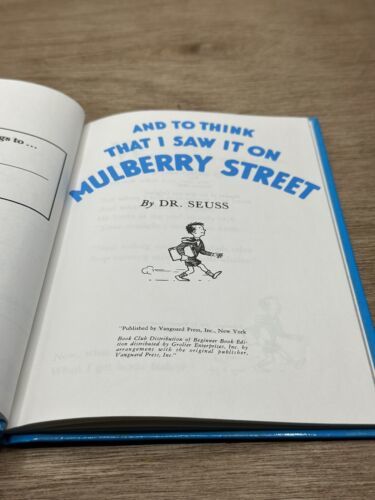 gs to ...
AND TO THINK
THAT I SAW IT ON
MULBERRY STREET
By DR. SEUSS
"Published by Vanguard Press, Inc., New York
Book Club Distribution of Beginner Book Edi-
tion distributed by Grolier Enterprises, Inc. by
arrangement with the original publisher,
Vanguard Press, Inc."